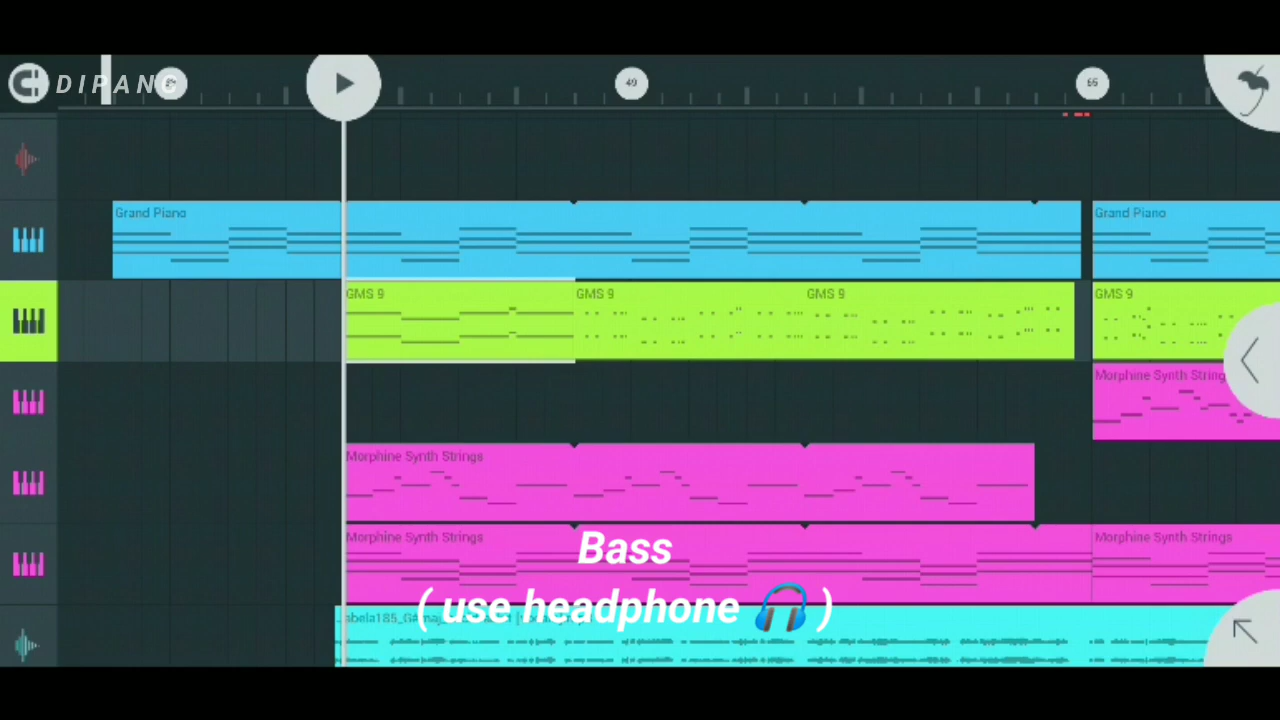 DIPANG
49
65
Grand Piano
Grand Piano
GMS 9
GMS 9
GMS 9
GMS 9
Morphine Synth Strings
Morphine Synth Strings
Morphine Synth Strings
Morphine Synth Strings
Bass
( use headphone 🎧 )